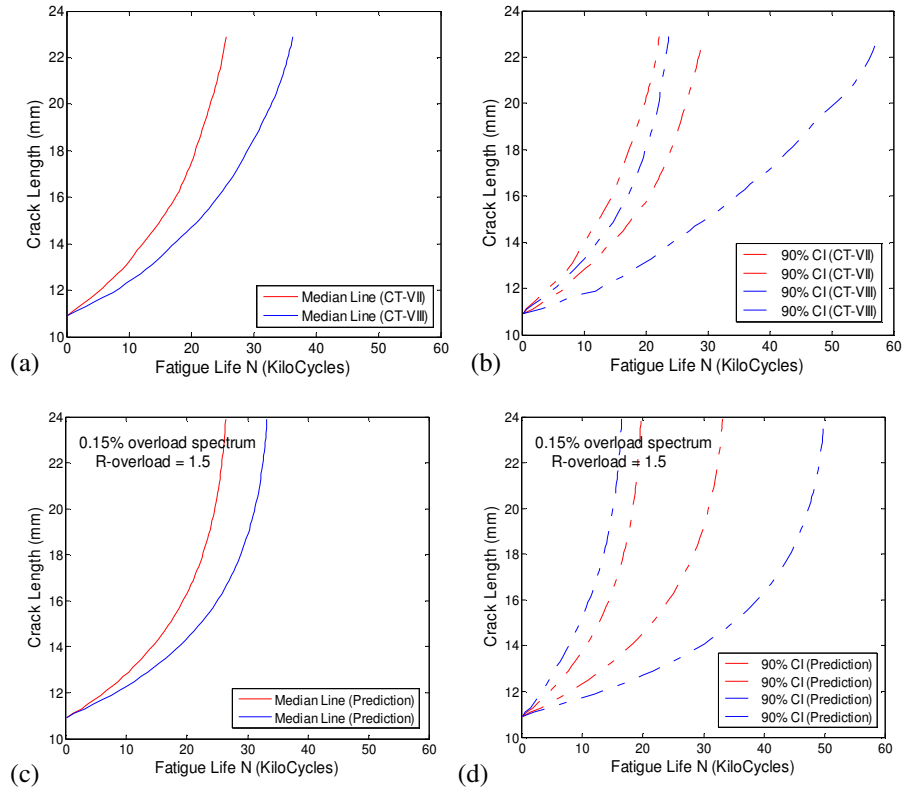 24
22
20
18
16
14
12
10
Crack Length (mm)
Median Line (CT-VII)
Median Line (CT-VIII)
0 10 20 30 40 50 60
Fatigue Life N (KiloCycles)
(a)
24
22
20
18
16
14
12
10
Crack Length (mm)
90% CI (CT-VII)
90% CI (CT-VII)
90% CI (CT-VIII)
90% CI (CT-VIII)
0 10 20 30 40 50 60
Fatigue Life N (KiloCycles)
(b)
24
22
20
18
16
14
12
10
Crack Length (mm)
0.15% overload spectrum
R-overload = 1.5
Median Line (Prediction)
Median Line (Prediction)
0 10 20 30 40 50 60
Fatigue Life N (KiloCycles)
(c)
24
22
20
18
16
14
12
10
Crack Length (mm)
0.15% overload spectrum
R-overload = 1.5
90% CI (Prediction)
90% CI (Prediction)
90% CI (Prediction)
90% CI (Prediction)
0 10 20 30 40 50 60
Fatigue Life N (KiloCycles)
(d)